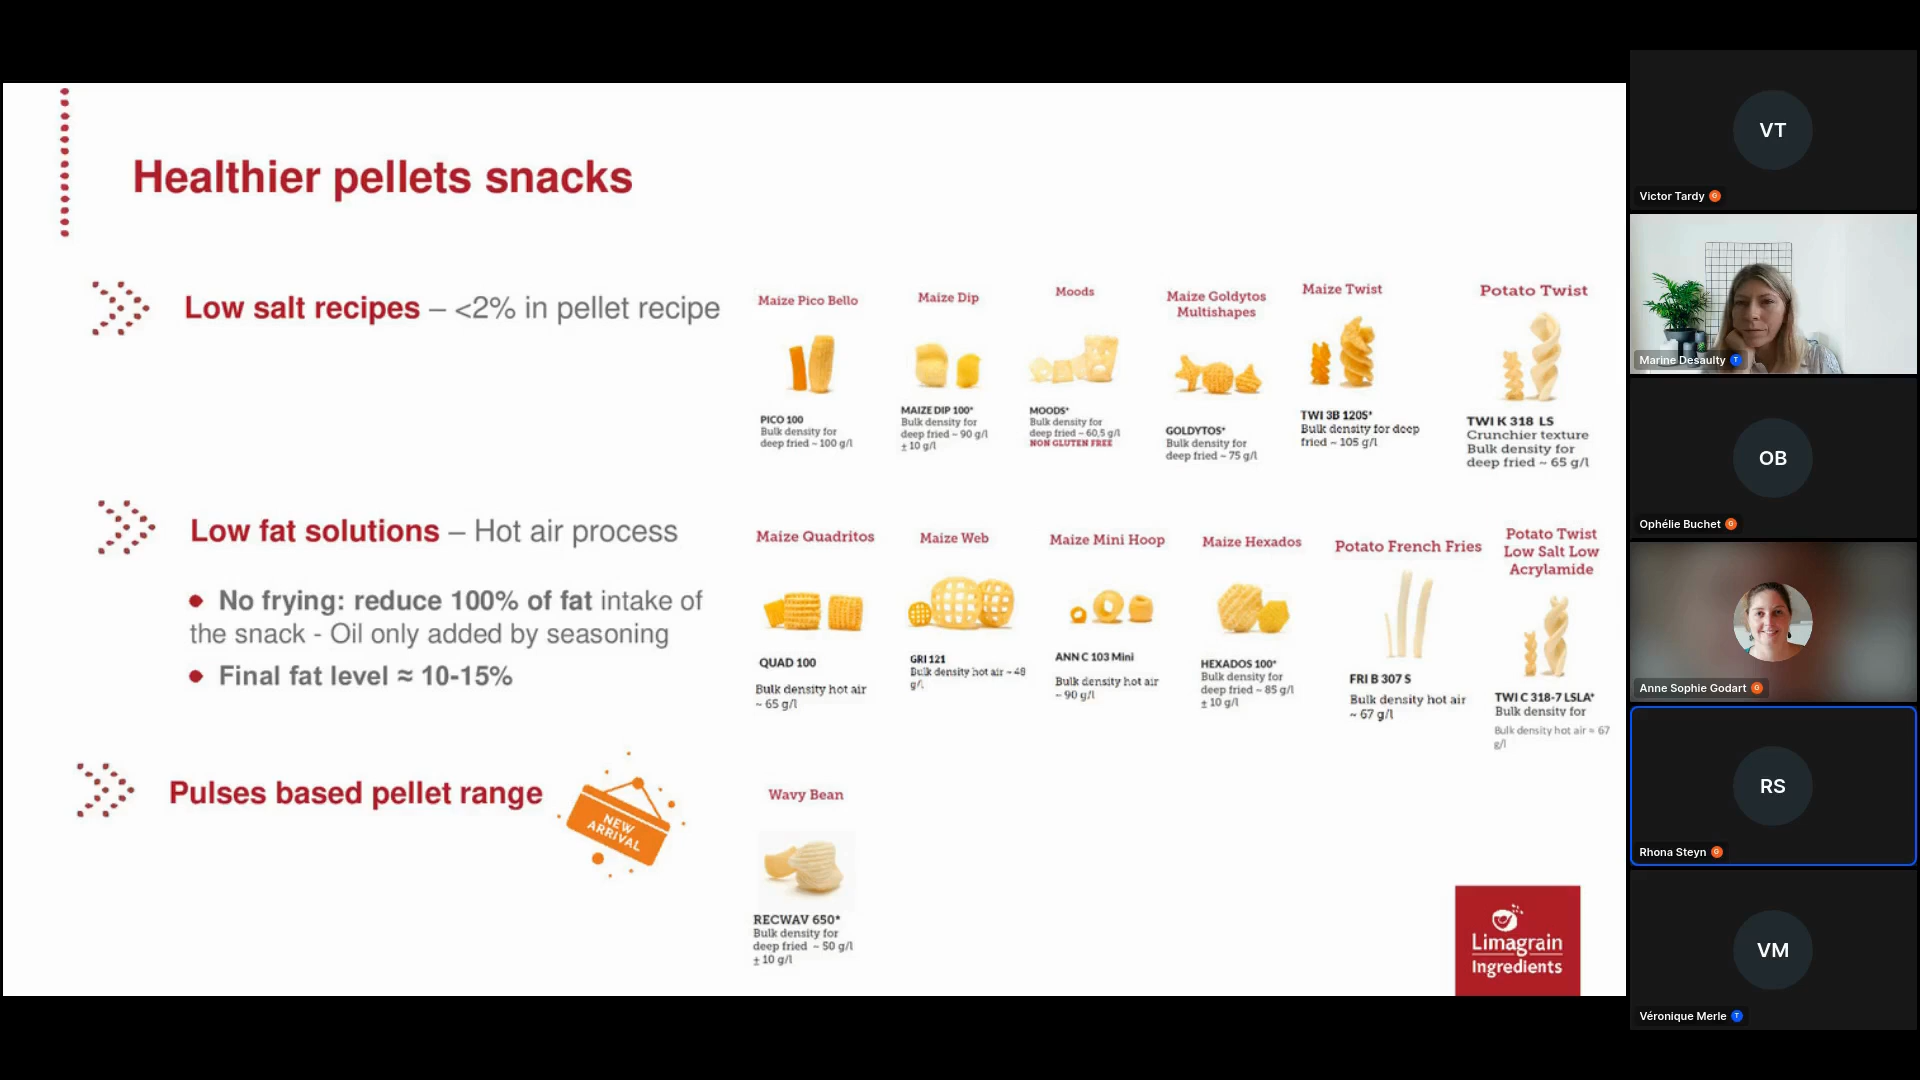 Healthier pellets snacks
Low salt recipes – <2% in pellet recipe
Maize Pico Bello
PICO 100
Bulk density for
deep fried ~ 100 g/l
Maize Dip
MAIZE DIP 100*
Bulk density for
deep fried ~ 90 g/l
± 10 g/l
Moods
MOODS*
Bulk density for
deep fried ~ 60,5 g/l
NON GLUTEN FREE
Maize Goldytos
Multishapes
GOLDYTOS*
Bulk density for
deep fried ~ 75 g/l
Maize Twist
TWI 3B 120S*
Bulk density for deep
fried ~ 105 g/l
Potato Twist
TWI K 318 LS
Crunchier texture
Bulk density for
deep fried ~ 65 g/l
Low fat solutions – Hot air process
No frying: reduce 100% of fat intake of
the snack - Oil only added by seasoning
Final fat level ≈ 10-15%
Maize Quadritos
QUAD 100
Bulk density hot air
~ 65 g/l
Maize Web
GRI 121
Bulk density hot air ~ 48
g/l
Maize Mini Hoop
ANN C 103 Mini
Bulk density hot air
~ 90 g/l
Maize Hexados
HEXADOS 100*
Bulk density for
deep fried ~ 85 g/l
± 10 g/l
Potato French Fries
FRI B 307 S
Bulk density hot air
~ 67 g/l
Potato Twist
Low Salt Low
Acrylamide
TWI C 318-7 LSLA*
Bulk density for
Bulk density hot air ≈ 67
g/l
Pulses based pellet range
NEW
ARRIVAL
Wavy Bean
RECWAV 650*
Bulk density for
deep fried ~ 50 g/l
± 10 g/l
Limagrain
Ingredients
VT
Victor Tardy G
Marine Desaulty T
OB
Ophélie Buchet G
Anne Sophie Godart G
RS
Rhona Steyn G
VM
Véronique Merle T